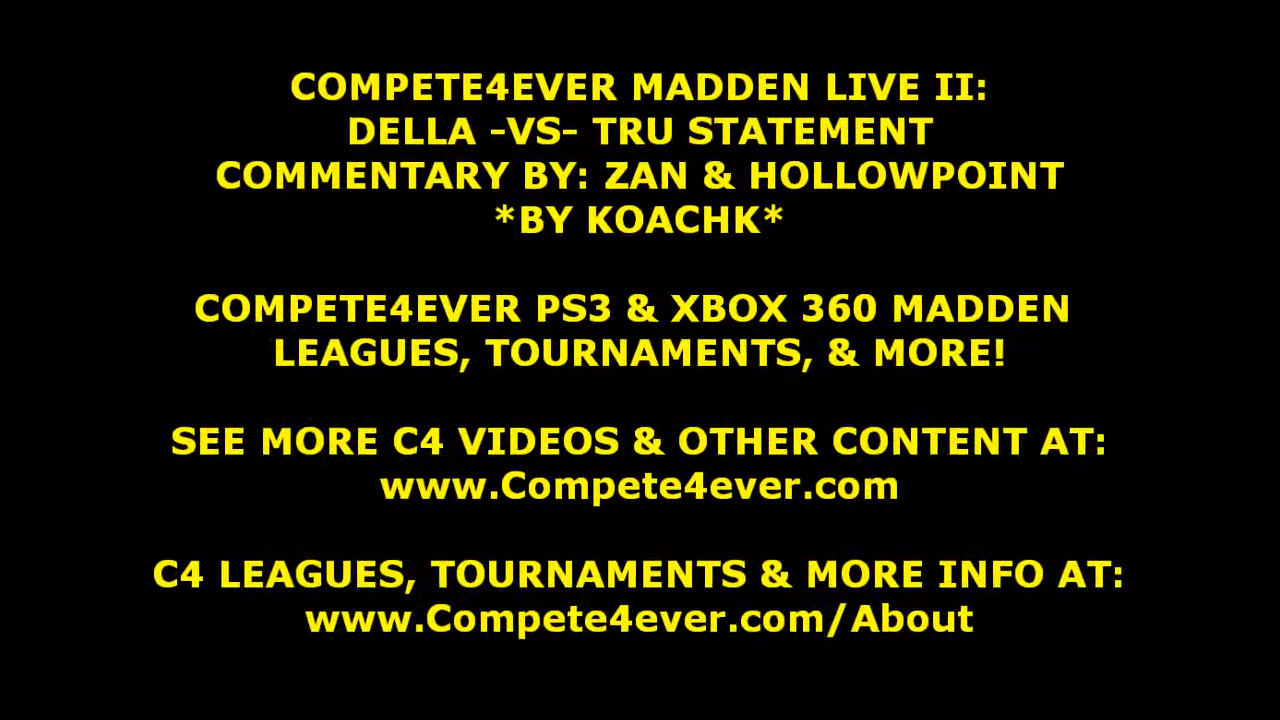 COMPETE4EVER MADDEN LIVE II:
DELLA -VS- TRU STATEMENT
COMMENTARY BY: ZAN & HOLLOWPOINT
*BY KOACHK*
COMPETE4EVER PS3 & XBOX 360 MADDEN
LEAGUES, TOURNAMENTS, & MORE!
SEE MORE C4 VIDEOS & OTHER CONTENT AT:
www.Compete4ever.com
C4 LEAGUES, TOURNAMENTS & MORE INFO AT:
www.Compete4ever.com/About